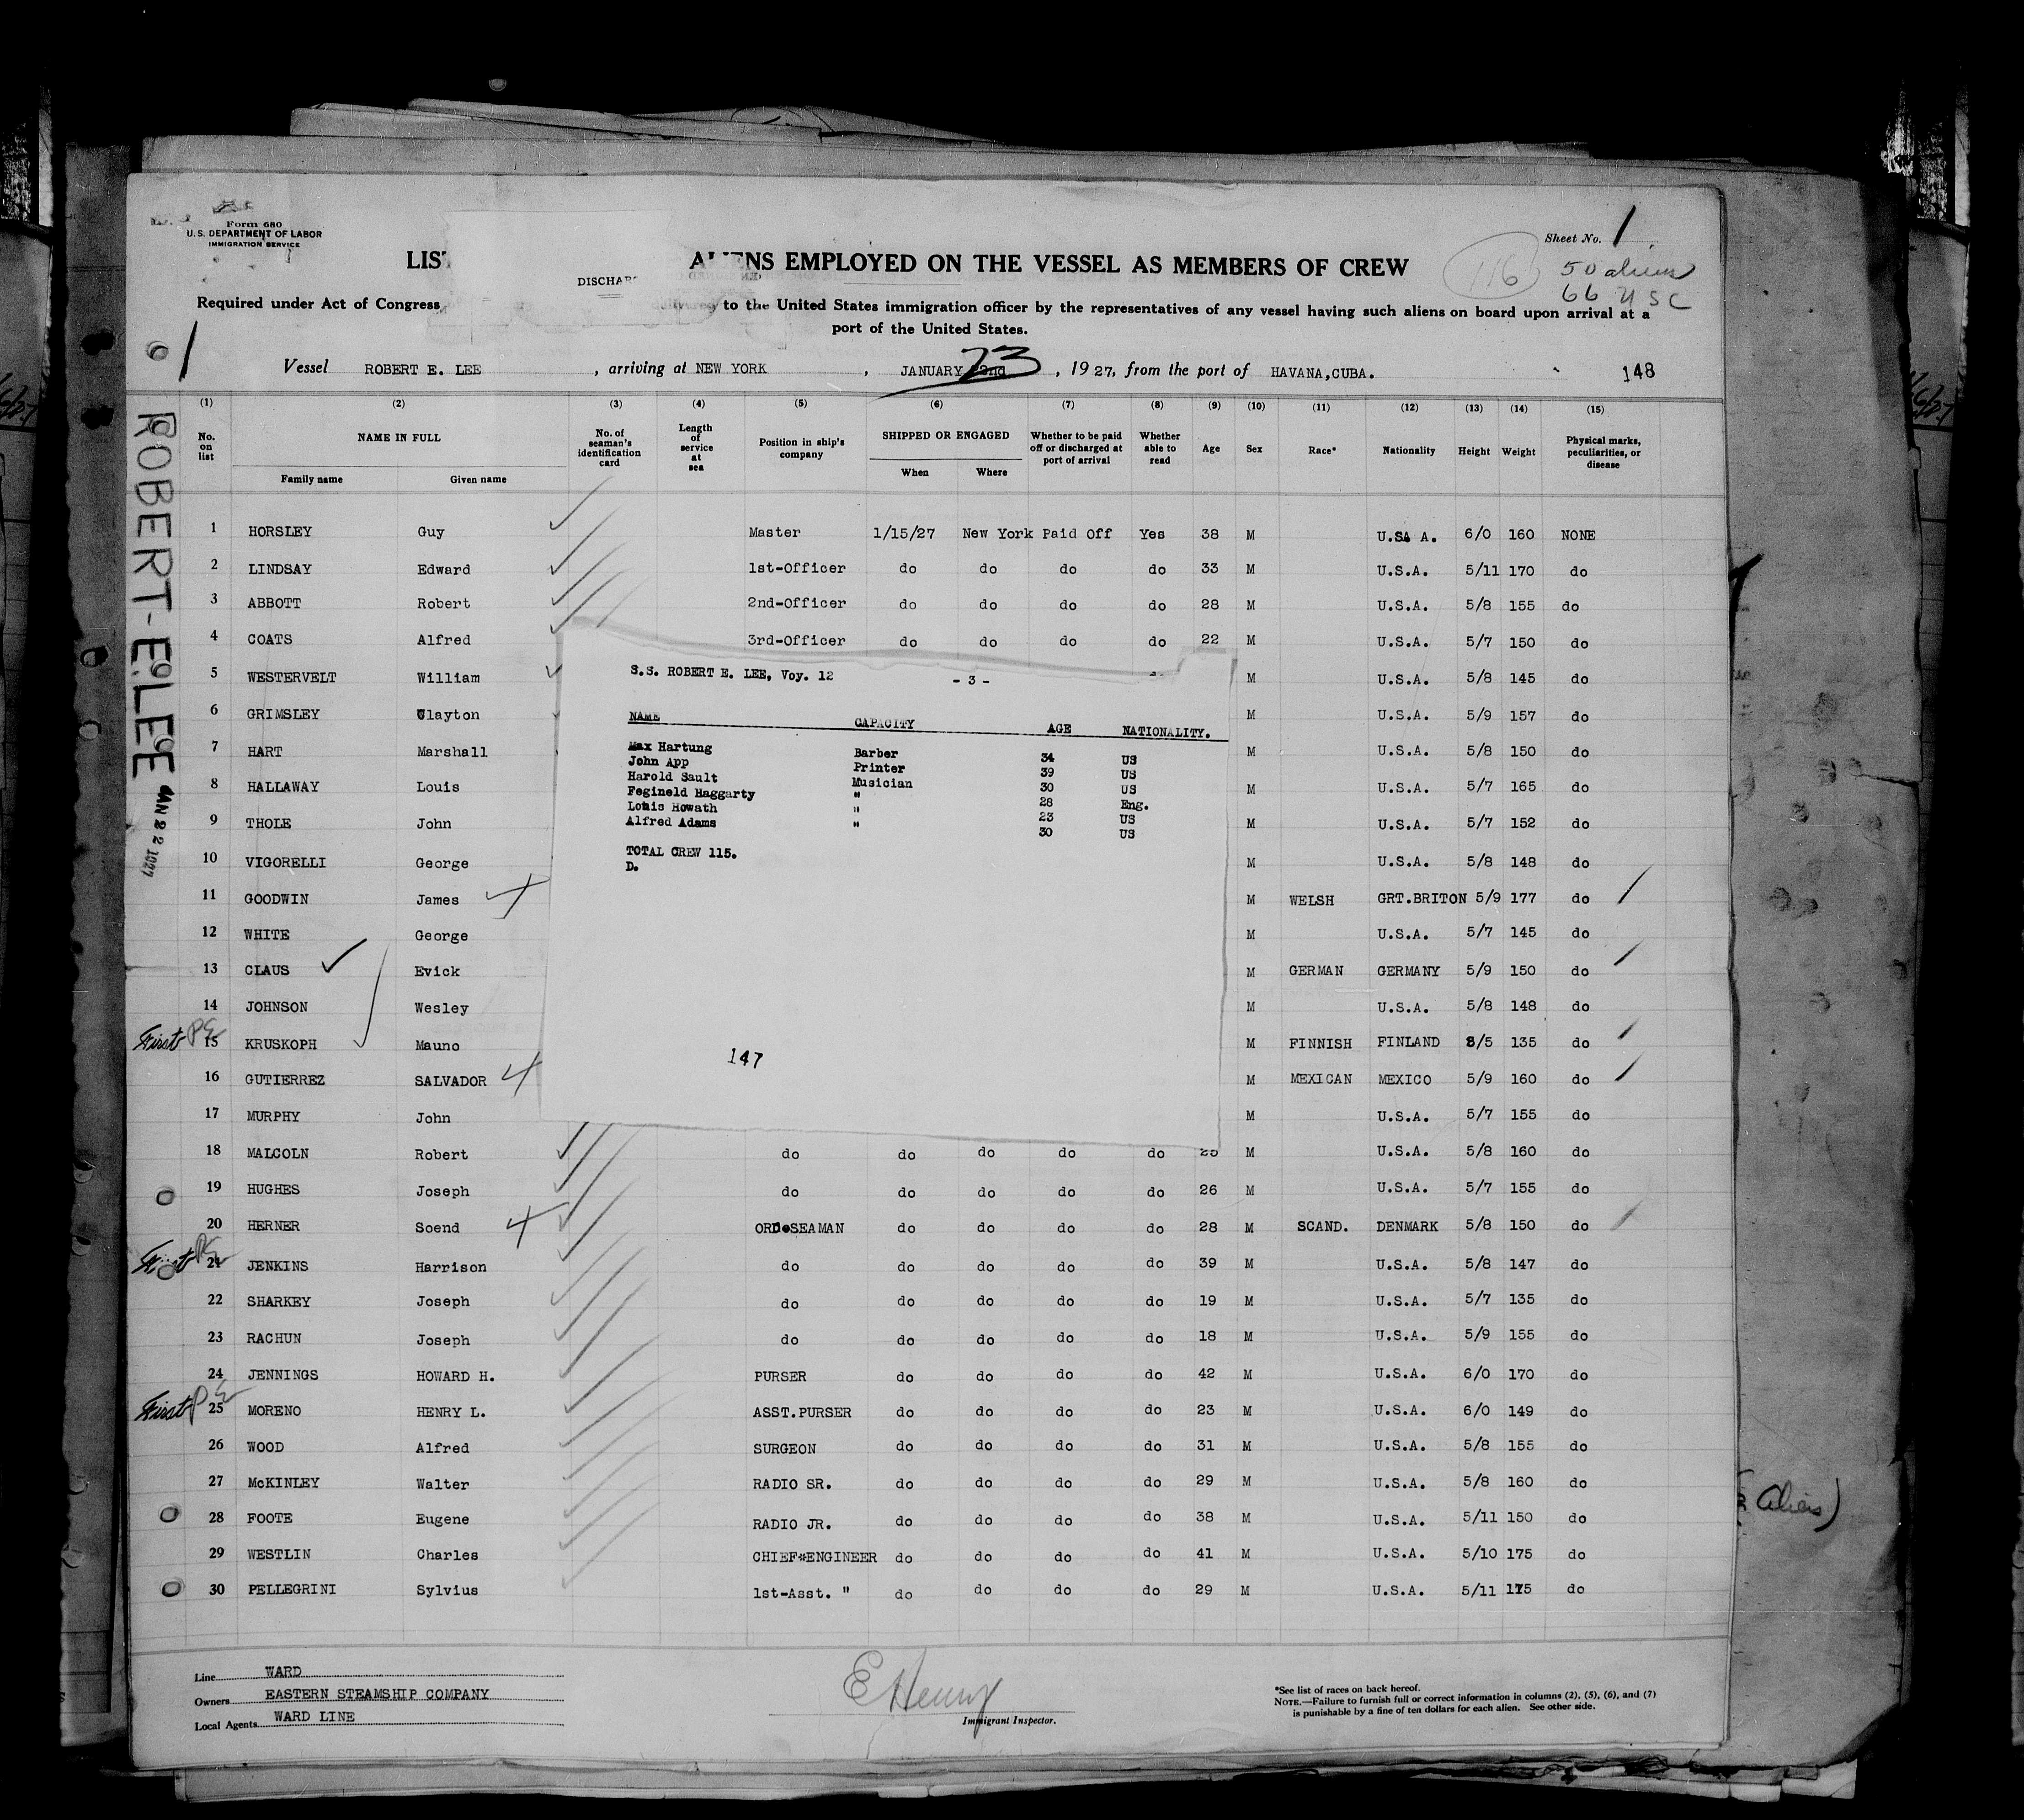 Form 680
U.S. DEPARTMENT OF LABOR
IMMIGRATION SERVICE
Sheet No. 1
ALIENS EMPLOYED ON THE VESSEL AS MEMBERS OF CREW
116
50 aliens
66 USC
Required under Act of Congress to the United States immigration officer by the representatives of any vessel having such aliens on board upon arrival at a
port of the United States.
1
Vessel ROBERT E. LEE, arriving at NEW YORK, JANUARY 22nd 23, 1927, from the port of HAVANA,CUBA.
148
ROBERT-E.LEE
(1) (2) (3) (4) (5) (6) (7) (8) (9) (10) (11) (12) (13) (14) (15)
No. on list NAME IN FULL No. of seaman's identification card Length of service at sea Position in ship's company SHIPPED OR ENGAGED Whether to be paid off or discharged at port of arrival Whether able to read Age Sex Race* Nationality Height Weight Physical marks, peculiarities, or disease
Family name Given name When Where
1 HORSLEY Guy Master 1/15/27 New York Paid Off Yes 38 M U.SA A. 6/0 160 NONE
2 LINDSAY Edward 1st-Officer do do do do 33 M U.S.A. 5/11 170 do
3 ABBOTT Robert 2nd-Officer do do do do 28 M U.S.A. 5/8 155 do
4 COATS Alfred 3rd-Officer do do do do 22 M U.S.A. 5/7 150 do
5 WESTERVELT William M U.S.A. 5/8 145 do
6 GRIMSLEY Clayton M U.S.A. 5/9 157 do
7 HART Marshall M U.S.A. 5/8 150 do
8 HALLAWAY Louis M U.S.A. 5/7 165 do
9 THOLE John M U.S.A. 5/7 152 do
10 VIGORELLI George M U.S.A. 5/8 148 do
11 GOODWIN James M WELSH GRT.BRITON 5/9 177 do
12 WHITE George M U.S.A. 5/7 145 do
13 CLAUS Evick M GERMAN GERMANY 5/9 150 do
14 JOHNSON Wesley M U.S.A. 5/8 148 do
First PE 15 KRUSKOPH Mauno M FINNISH FINLAND 5/5 135 do
16 GUTIERREZ SALVADOR M MEXICAN MEXICO 5/9 160 do
17 MURPHY John M U.S.A. 5/7 155 do
18 MALCOLN Robert do do do do do M U.S.A. 5/8 160 do
19 HUGHES Joseph do do do do do 26 M U.S.A. 5/7 155 do
20 HERNER Soend ORD.SEAMAN do do do do 28 M SCAND. DENMARK 5/8 150 do
First PE 21 JENKINS Harrison do do do do do 39 M U.S.A. 5/8 147 do
22 SHARKEY Joseph do do do do do 19 M U.S.A. 5/7 135 do
23 RACHUN Joseph do do do do do 18 M U.S.A. 5/9 155 do
24 JENNINGS HOWARD H. PURSER do do do do 42 M U.S.A. 6/0 170 do
First PE 25 MORENO HENRY L. ASST.PURSER do do do do 23 M U.S.A. 6/0 149 do
26 WOOD Alfred SURGEON do do do do 31 M U.S.A. 5/8 155 do
27 McKINLEY Walter RADIO SR. do do do do 29 M U.S.A. 5/8 160 do
28 FOOTE Eugene RADIO JR. do do do do 38 M U.S.A. 5/11 150 do
29 WESTLIN Charles CHIEF*ENGINEER do do do do 41 M U.S.A. 5/10 175 do
30 PELLEGRINI Sylvius 1st-Asst. " do do do do 29 M U.S.A. 5/11 175 do
S.S. ROBERT E. LEE, Voy. 12 - 3 -
NAME CAPACITY AGE NATIONALITY.
Max Hartung Barber 34 US
John App Printer 39 US
Harold Sault Musician 30 US
Fegineld Haggarty " 28 Eng.
Louis Howath " 23 US
Alfred Adams " 30 US
TOTAL CREW 115.
D.
147
Aliens)
Line WARD
Owners EASTERN STEAMSHIP COMPANY
Local Agents WARD LINE
E Henry
Immigrant Inspector.
*See list of races on back hereof.
NOTE.—Failure to furnish full or correct information in columns (2), (5), (6), and (7)
is punishable by a fine of ten dollars for each alien. See other side.